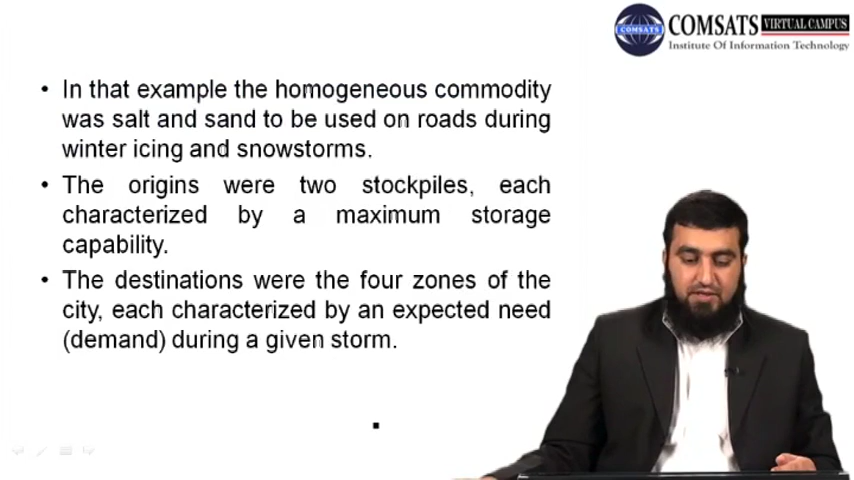 COMSATS VIRTUAL CAMPUS
COMSATS
Institute Of Information Technology
• In that example the homogeneous commodity
was salt and sand to be used on roads during
winter icing and snowstorms.
• The origins were two stockpiles, each
characterized by a maximum storage
capability.
• The destinations were the four zones of the
city, each characterized by an expected need
(demand) during a given storm.